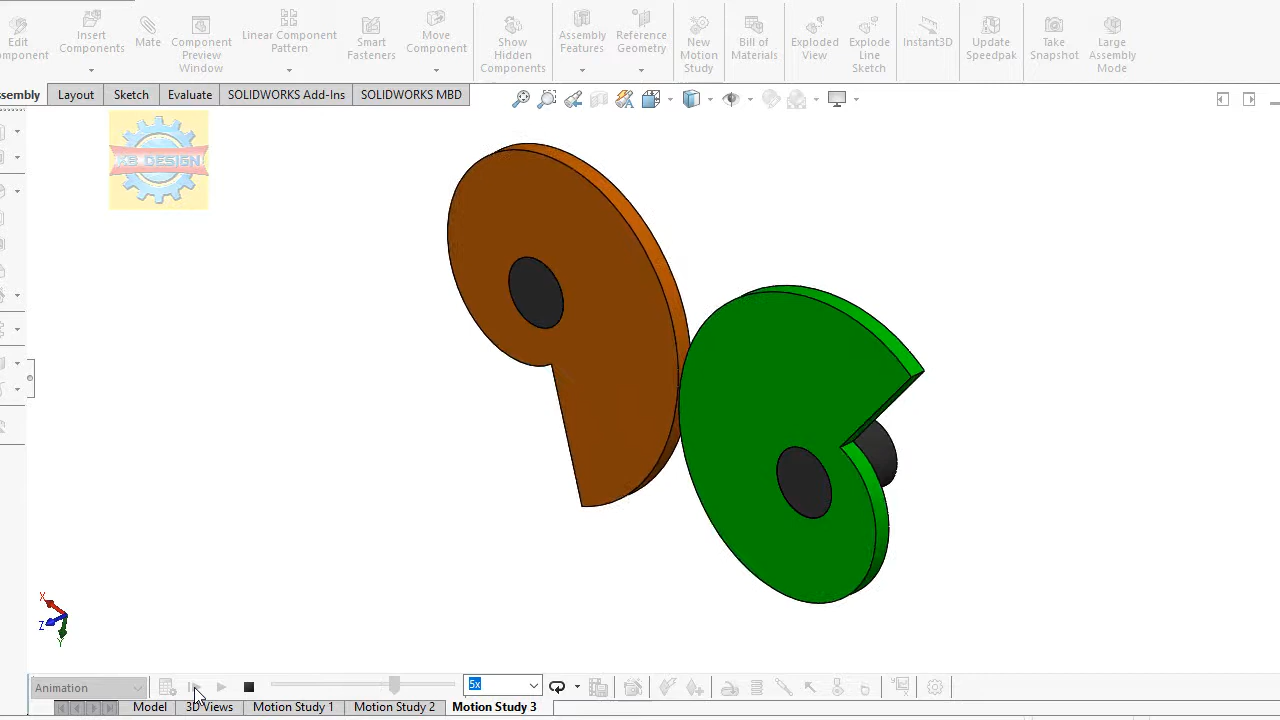 Edit Component
Insert Components
Mate
Component Preview Window
Linear Component Pattern
Smart Fasteners
Move Component
Show Hidden Components
Assembly Features
Reference Geometry
New Motion Study
Bill of Materials
Exploded View
Explode Line Sketch
Instant3D
Update Speedpak
Take Snapshot
Large Assembly Mode
sembly
Layout
Sketch
Evaluate
SOLIDWORKS Add-Ins
SOLIDWORKS MBD
DESIGN
X
Z
Y
Animation
5x
Model
3D Views
Motion Study 1
Motion Study 2
Motion Study 3